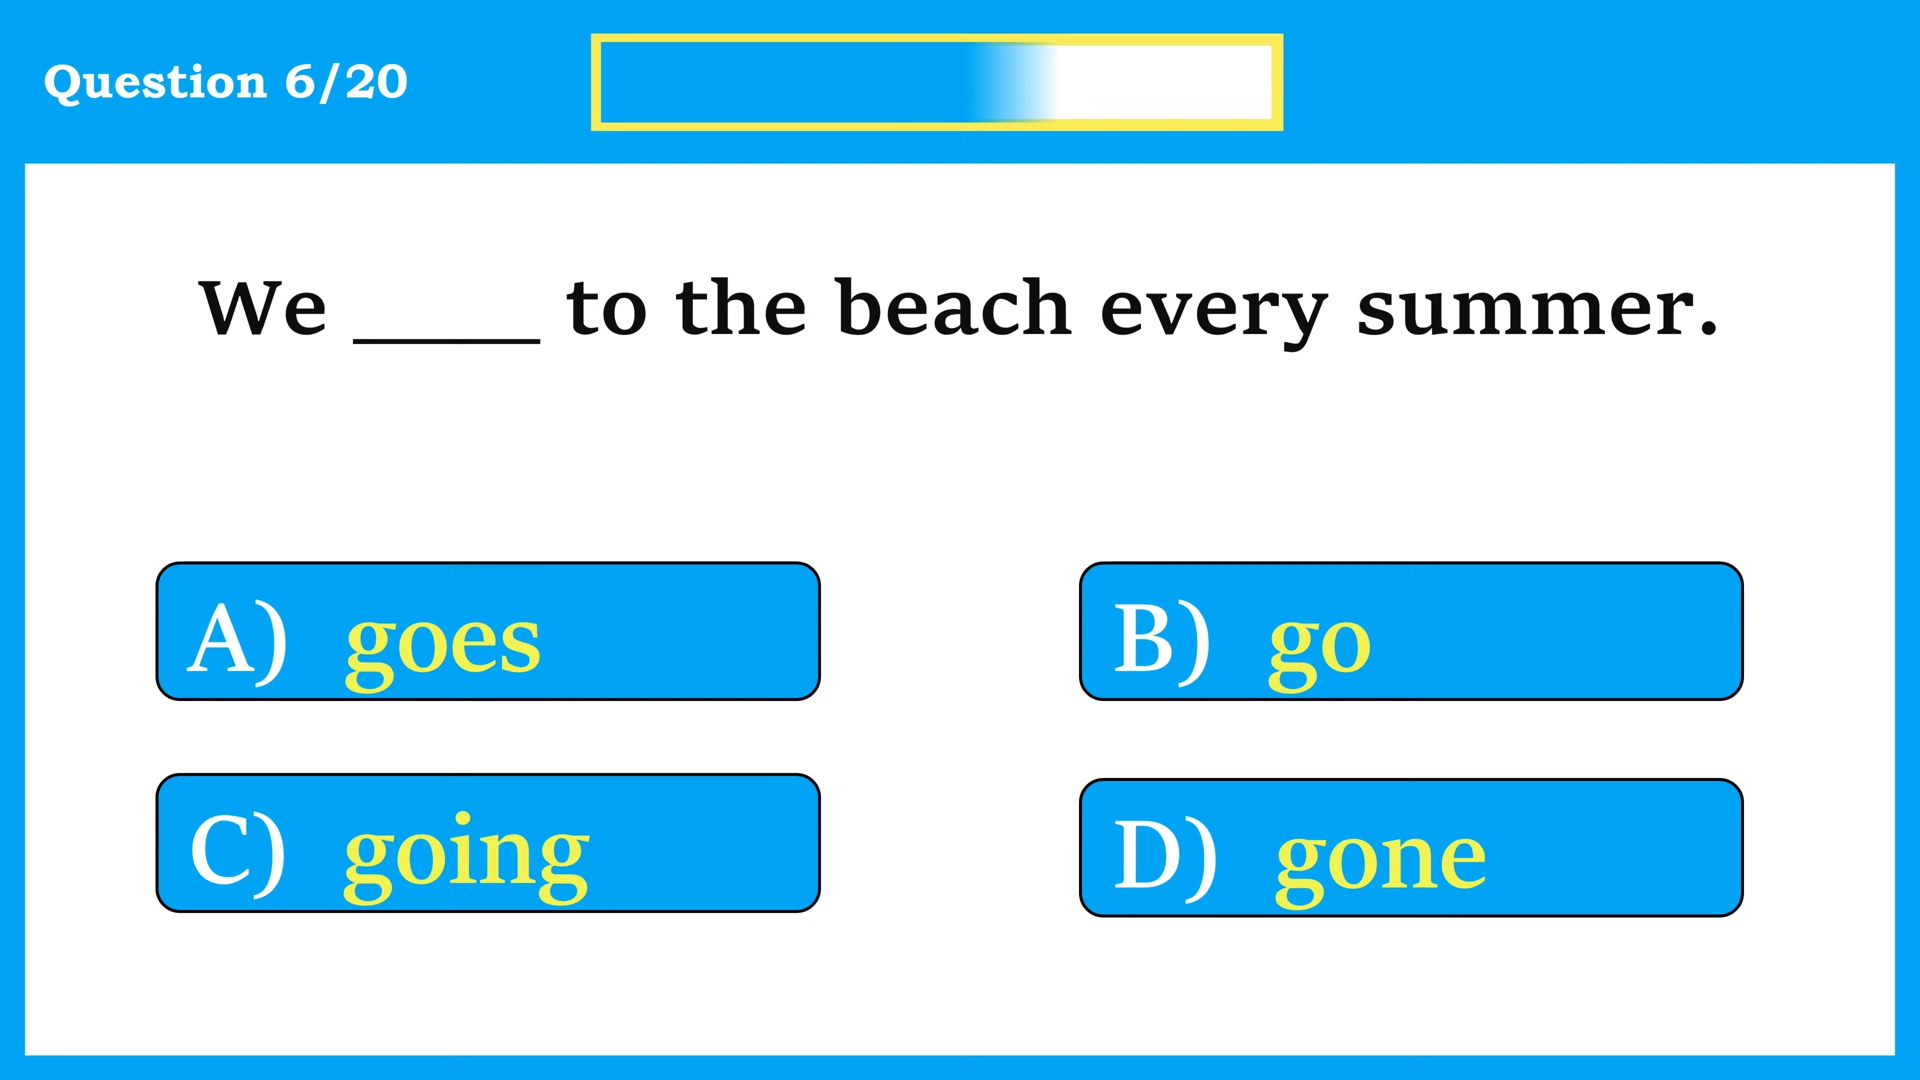 Question 6/20
We _____ to the beach every summer.
A) goes
B) go
C) going
D) gone